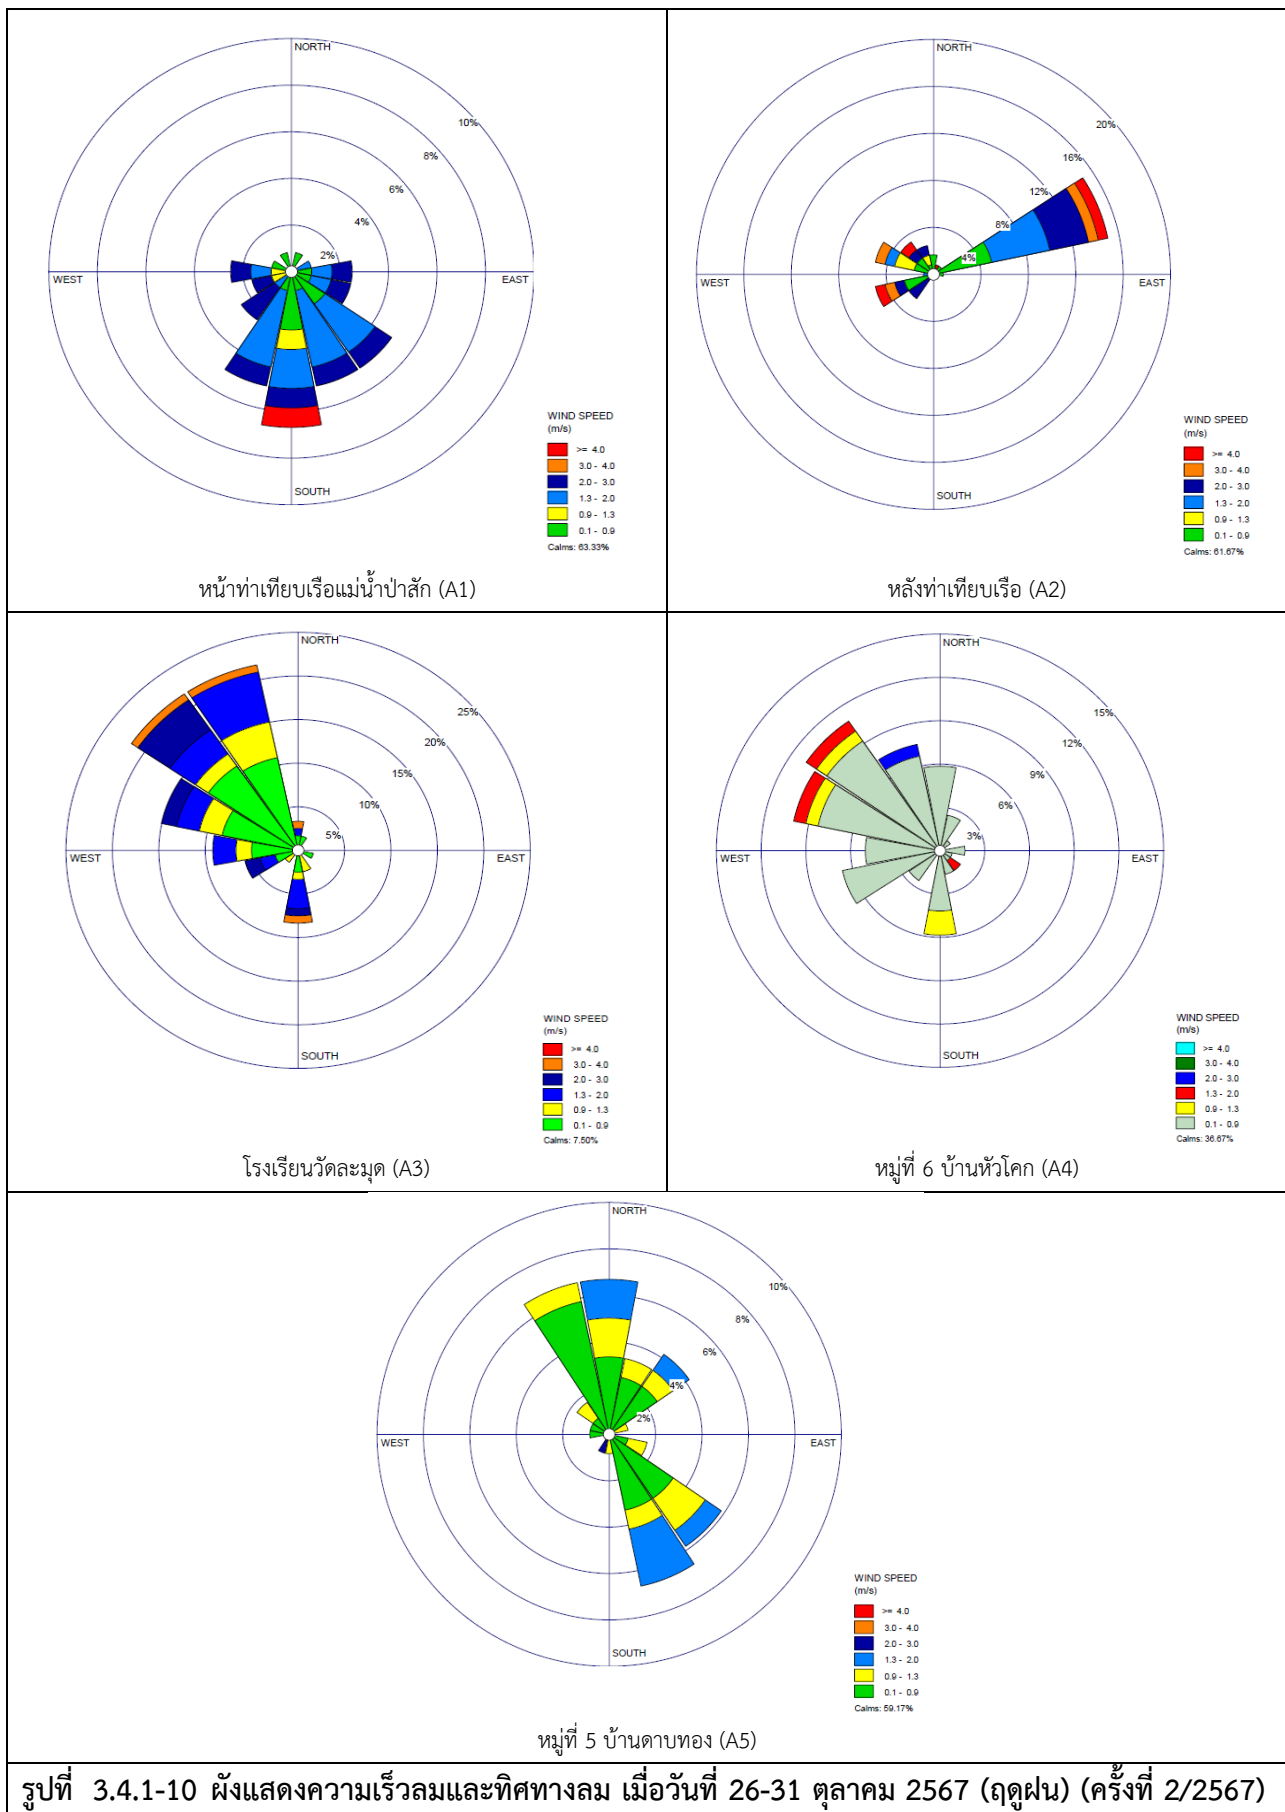 NORTH
10%
8%
6%
4%
2%
WEST
EAST
SOUTH
WIND SPEED
(m/s)
>= 4.0
3.0 - 4.0
2.0 - 3.0
1.3 - 2.0
0.9 - 1.3
0.1 - 0.9
Calms: 63.33%
หน้าท่าเทียบเรือแม่น้ำป่าสัก (A1)
NORTH
20%
16%
12%
8%
4%
WEST
EAST
SOUTH
WIND SPEED
(m/s)
>= 4.0
3.0 - 4.0
2.0 - 3.0
1.3 - 2.0
0.9 - 1.3
0.1 - 0.9
Calms: 61.67%
หลังท่าเทียบเรือ (A2)
NORTH
25%
20%
15%
10%
5%
WEST
EAST
SOUTH
WIND SPEED
(m/s)
>= 4.0
3.0 - 4.0
2.0 - 3.0
1.3 - 2.0
0.9 - 1.3
0.1 - 0.9
Calms: 7.50%
โรงเรียนวัดละมุด (A3)
NORTH
15%
12%
9%
6%
3%
WEST
EAST
SOUTH
WIND SPEED
(m/s)
>= 4.0
3.0 - 4.0
2.0 - 3.0
1.3 - 2.0
0.9 - 1.3
0.1 - 0.9
Calms: 36.67%
หมู่ที่ 6 บ้านหัวโคก (A4)
NORTH
10%
8%
6%
4%
2%
WEST
EAST
SOUTH
WIND SPEED
(m/s)
>= 4.0
3.0 - 4.0
2.0 - 3.0
1.3 - 2.0
0.9 - 1.3
0.1 - 0.9
Calms: 59.17%
หมู่ที่ 5 บ้านดาบทอง (A5)
รูปที่ 3.4.1-10 ผังแสดงความเร็วลมและทิศทางลม เมื่อวันที่ 26-31 ตุลาคม 2567 (ฤดูฝน) (ครั้งที่ 2/2567)